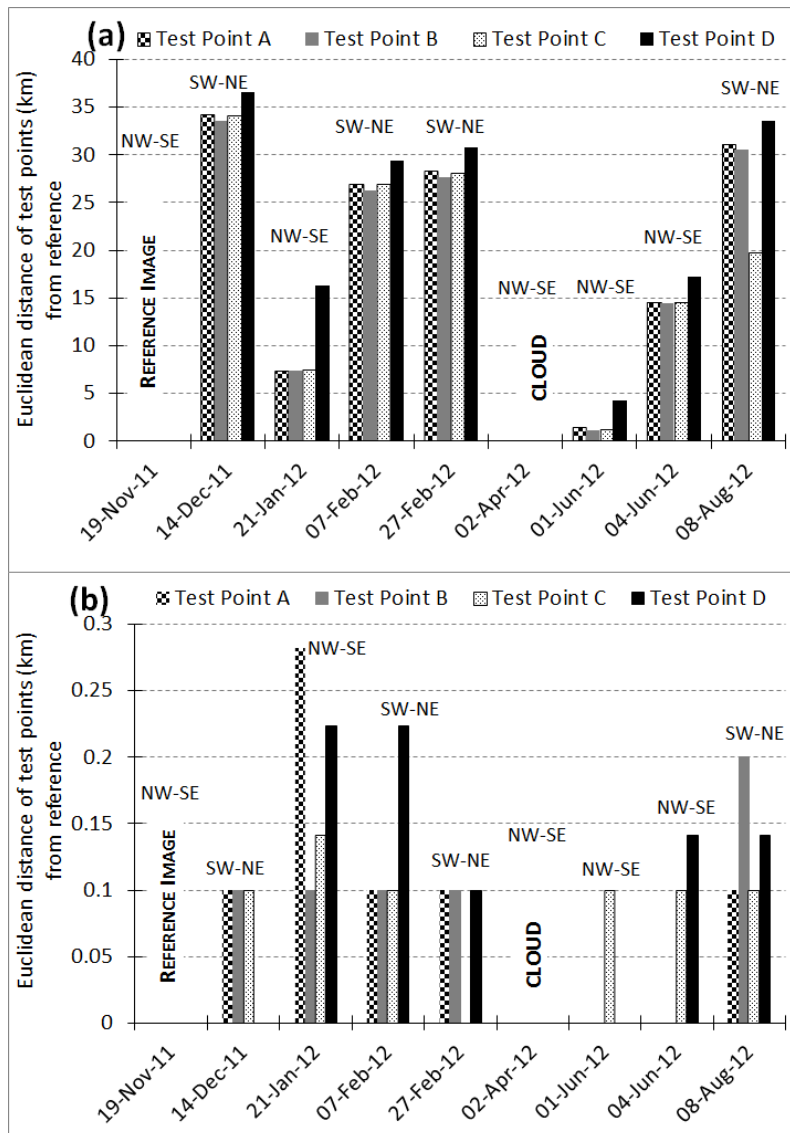 (a)
Test Point A Test Point B Test Point C Test Point D
Euclidean distance of test points (km)
from reference
40
35
30
25
20
15
10
5
0
NW-SE
REFERENCE IMAGE
SW-NE
NW-SE
SW-NE
SW-NE
NW-SE
CLOUD
NW-SE
NW-SE
SW-NE
19-Nov-11
14-Dec-11
21-Jan-12
07-Feb-12
27-Feb-12
02-Apr-12
01-Jun-12
04-Jun-12
08-Aug-12
(b)
Test Point A Test Point B Test Point C Test Point D
Euclidean distance of test points (km)
from reference
0.3
0.25
0.2
0.15
0.1
0.05
0
NW-SE
REFERENCE IMAGE
SW-NE
NW-SE
SW-NE
SW-NE
NW-SE
CLOUD
NW-SE
NW-SE
SW-NE
19-Nov-11
14-Dec-11
21-Jan-12
07-Feb-12
27-Feb-12
02-Apr-12
01-Jun-12
04-Jun-12
08-Aug-12